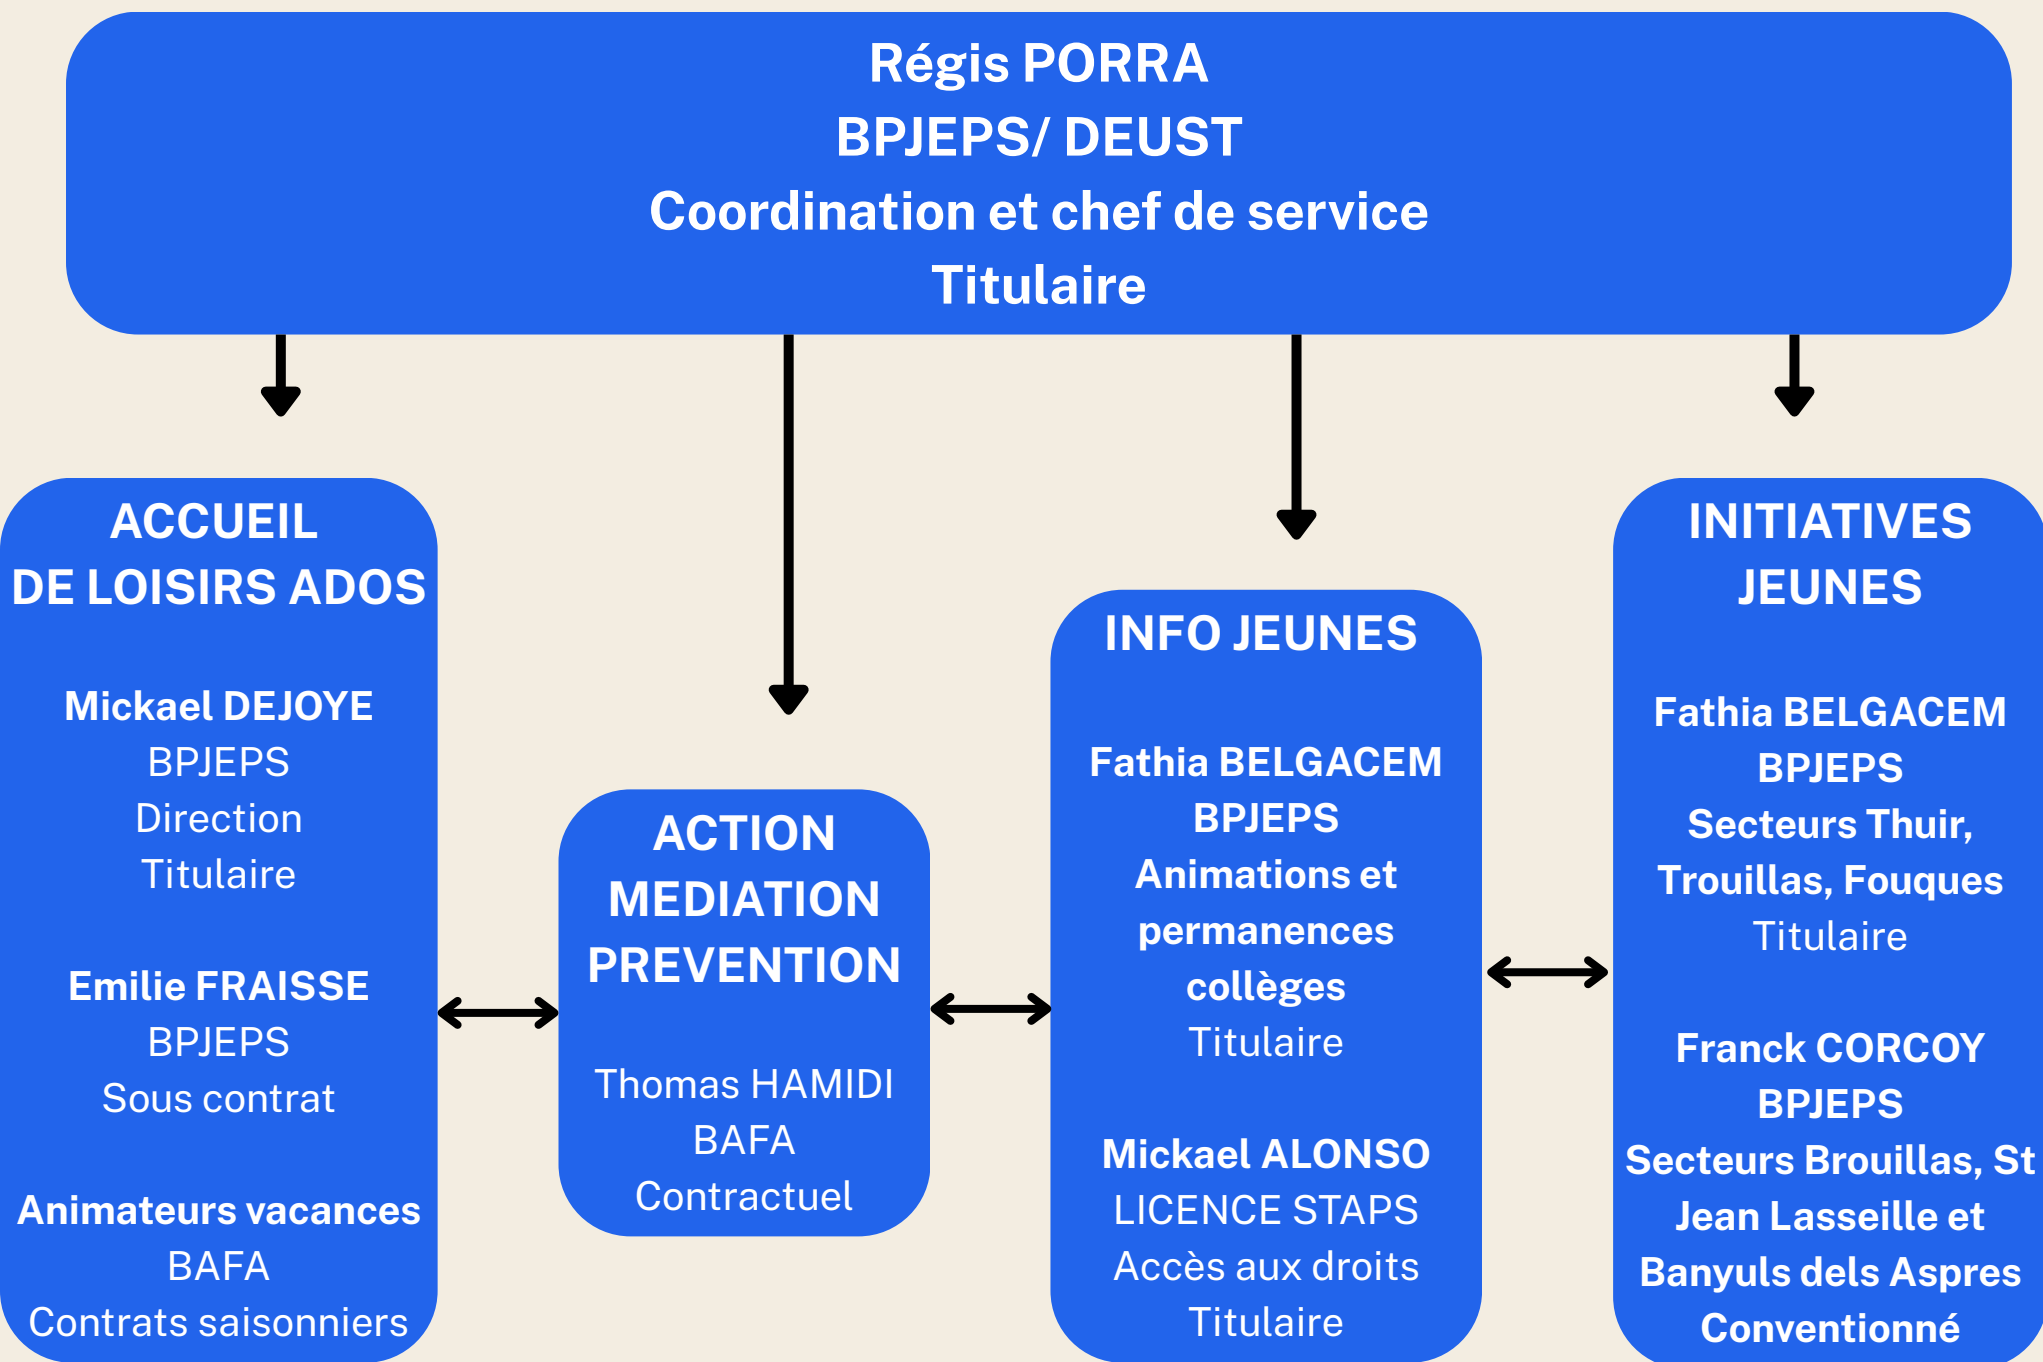 Régis PORRA
BPJEPS/ DEUST
Coordination et chef de service
Titulaire
ACCUEIL
DE LOISIRS ADOS
Mickael DEJOYE
BPJEPS
Direction
Titulaire
Emilie FRAISSE
BPJEPS
Sous contrat
Animateurs vacances
BAFA
Contrats saisonniers
ACTION
MEDIATION
PREVENTION
Thomas HAMIDI
BAFA
Contractuel
INFO JEUNES
Fathia BELGACEM
BPJEPS
Animations et
permanences
collèges
Titulaire
Mickael ALONSO
LICENCE STAPS
Accès aux droits
Titulaire
INITIATIVES
JEUNES
Fathia BELGACEM
BPJEPS
Secteurs Thuir,
Trouillas, Fouques
Titulaire
Franck CORCOY
BPJEPS
Secteurs Brouillas, St
Jean Lasseille et
Banyuls dels Aspres
Conventionné